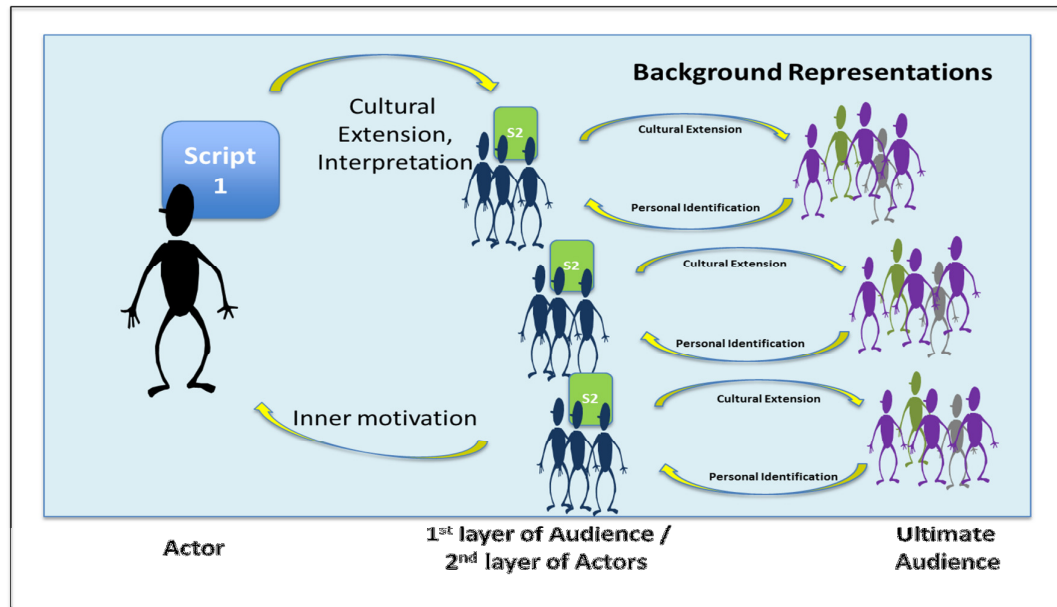 Background Representations
Script
1
Cultural
Extension,
Interpretation
S2
Cultural Extension
Personal Identification
S2
Cultural Extension
Personal Identification
S2
Cultural Extension
Personal Identification
Inner motivation
Actor
1st layer of Audience /
2nd layer of Actors
Ultimate
Audience